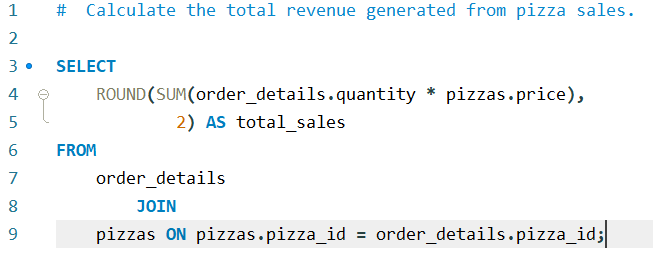 1 #  Calculate the total revenue generated from pizza sales.
2
3 SELECT
4     ROUND(SUM(order_details.quantity * pizzas.price),
5             2) AS total_sales
6 FROM
7     order_details
8         JOIN
9     pizzas ON pizzas.pizza_id = order_details.pizza_id;